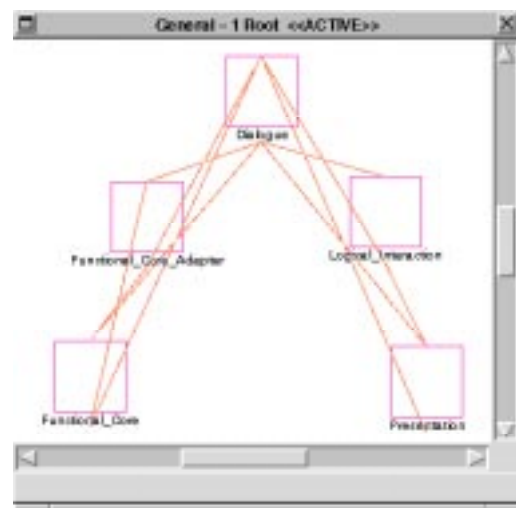 General - 1 Root <<ACTIVE>>
Dialogue
Functional_Core_Adapter
Logical_Interaction
Functional_Core
Presentation